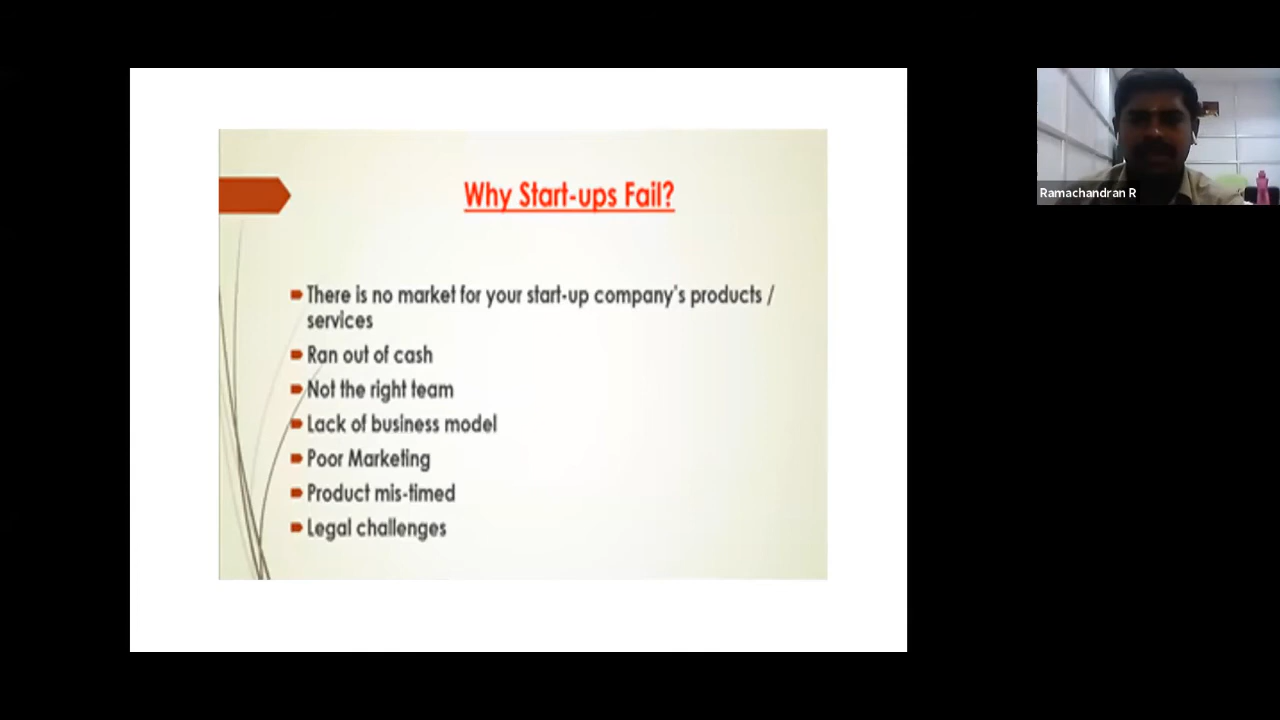 Why Start-ups Fail?
There is no market for your start-up company's products /
services
Ran out of cash
Not the right team
Lack of business model
Poor Marketing
Product mis-timed
Legal challenges
Ramachandran R